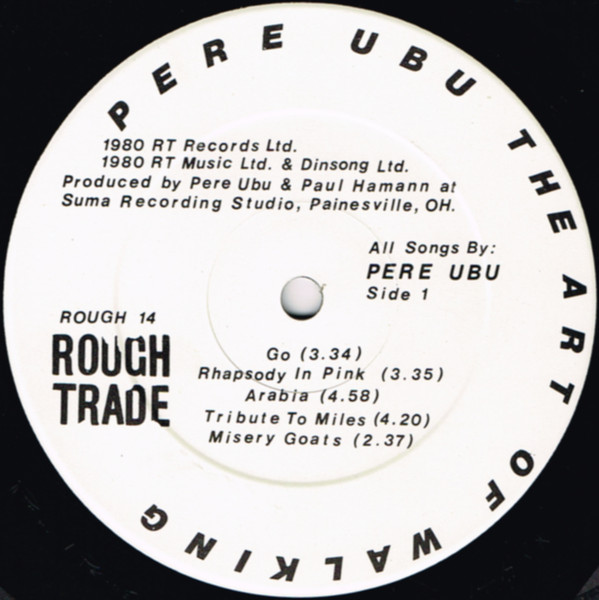 PERE UBU THE ART OF WALKING
1980 RT Records Ltd.
1980 RT Music Ltd. & Dinsong Ltd.
Produced by Pere Ubu & Paul Hamann at
Suma Recording Studio, Painesville, OH.
All Songs By:
PERE UBU
Side 1
ROUGH 14
ROUGH
TRADE
Go (3.34)
Rhapsody In Pink (3.35)
Arabia (4.58)
Tribute To Miles (4.20)
Misery Goats (2.37)